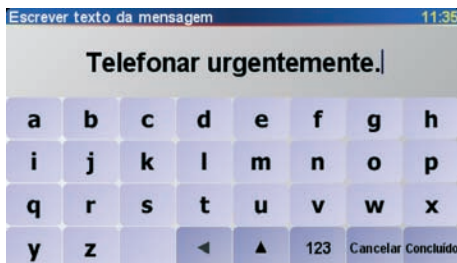 Escrever texto da mensagem 11:35
Telefonar urgentemente.
a b c d e f g h
i j k l m n o p
q r s t u v w x
y z 123 Cancelar Concluído